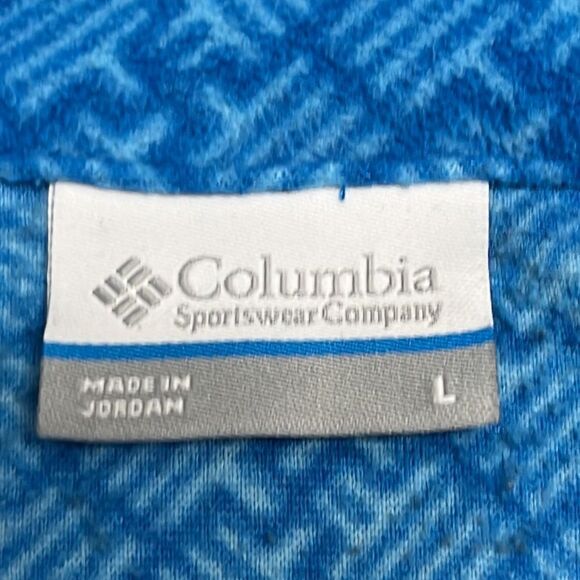 Columbia
Sportswear Company
MADE IN
JORDAN
L